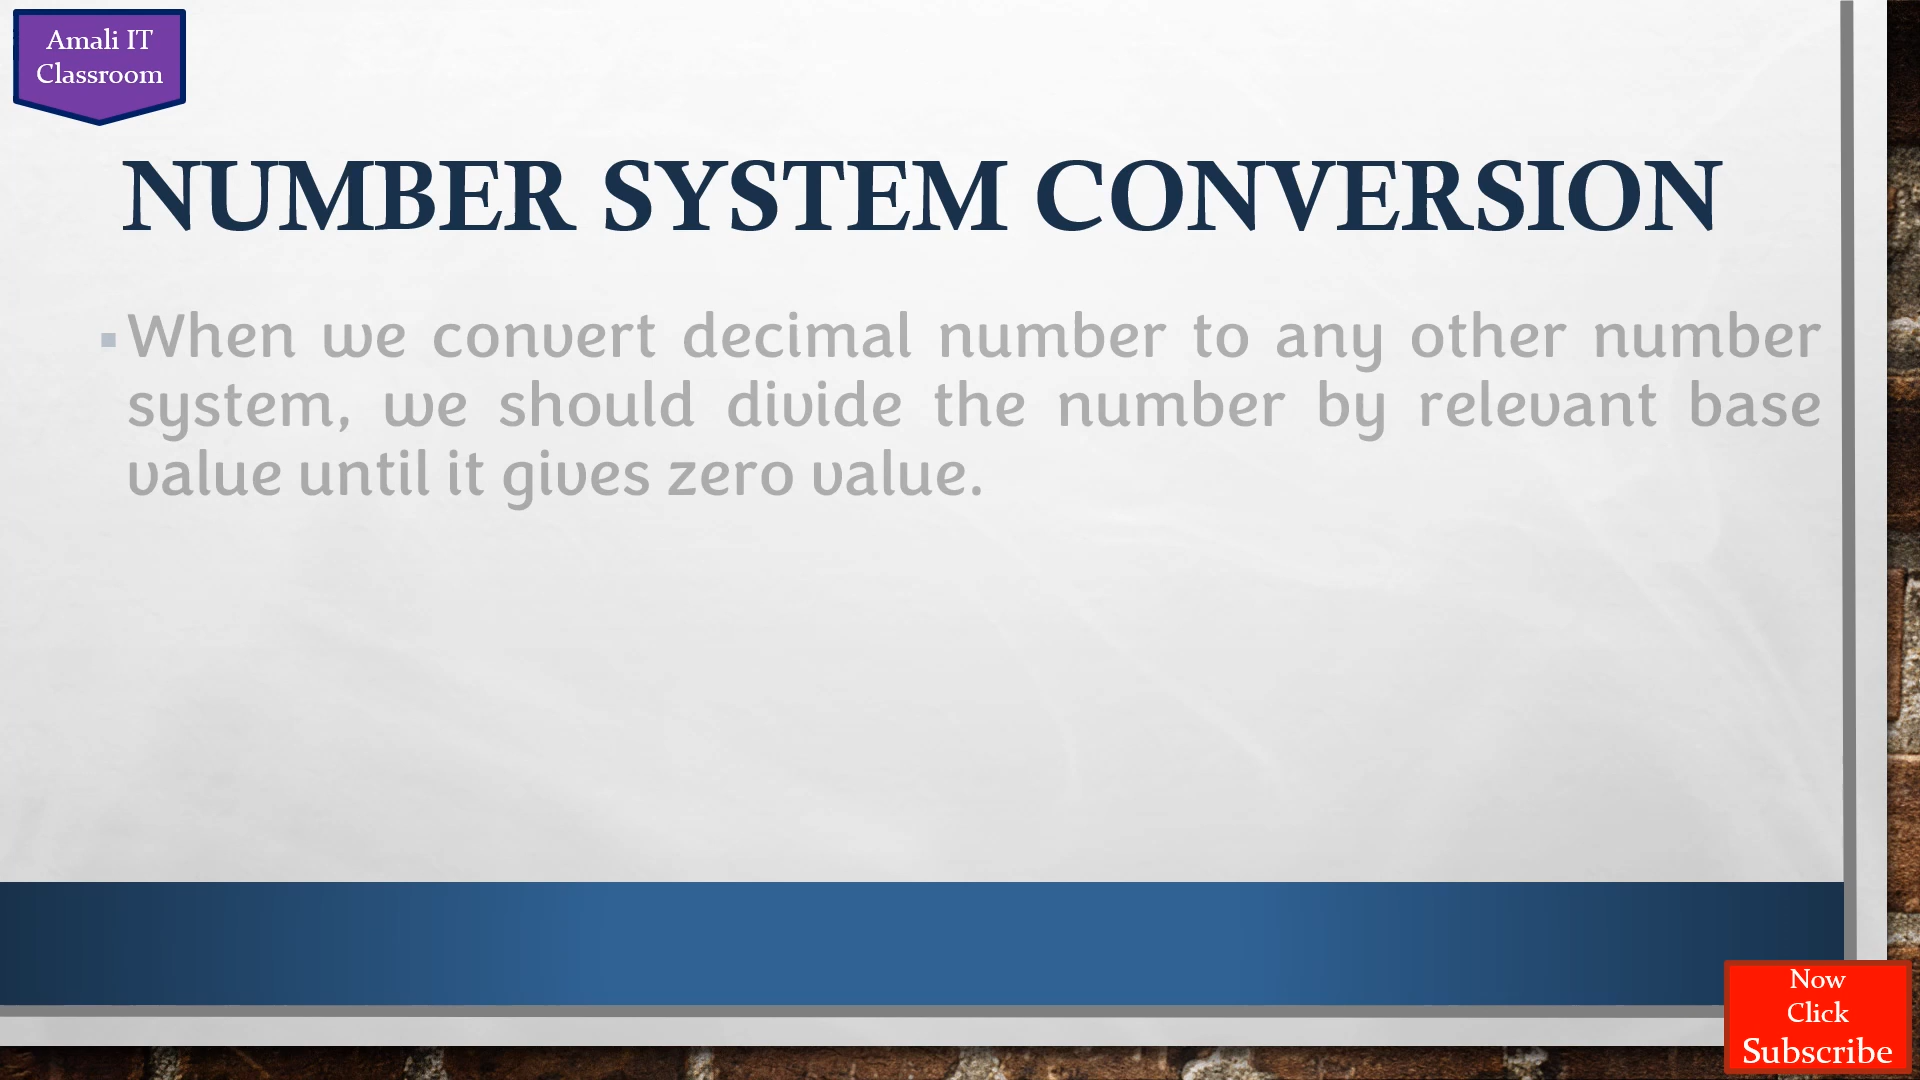 Amali IT
Classroom
NUMBER SYSTEM CONVERSION
▪ When we convert decimal number to any other number
system, we should divide the number by relevant base
value until it gives zero value.
Now
Click
Subscribe